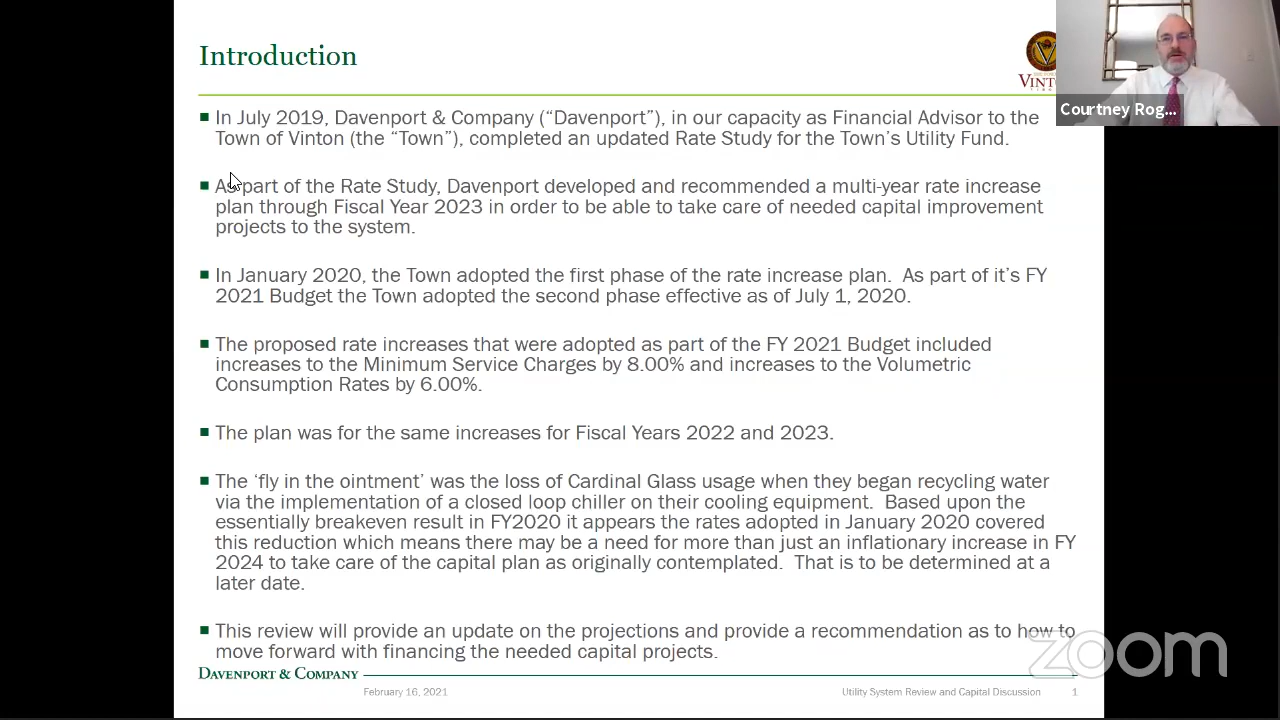 Introduction
VINT
Courtney Rog...
In July 2019, Davenport & Company (“Davenport”), in our capacity as Financial Advisor to the
Town of Vinton (the “Town”), completed an updated Rate Study for the Town’s Utility Fund.
As part of the Rate Study, Davenport developed and recommended a multi-year rate increase
plan through Fiscal Year 2023 in order to be able to take care of needed capital improvement
projects to the system.
In January 2020, the Town adopted the first phase of the rate increase plan.  As part of it’s FY
2021 Budget the Town adopted the second phase effective as of July 1, 2020.
The proposed rate increases that were adopted as part of the FY 2021 Budget included
increases to the Minimum Service Charges by 8.00% and increases to the Volumetric
Consumption Rates by 6.00%.
The plan was for the same increases for Fiscal Years 2022 and 2023.
The ‘fly in the ointment’ was the loss of Cardinal Glass usage when they began recycling water
via the implementation of a closed loop chiller on their cooling equipment.  Based upon the
essentially breakeven result in FY2020 it appears the rates adopted in January 2020 covered
this reduction which means there may be a need for more than just an inflationary increase in FY
2024 to take care of the capital plan as originally contemplated.  That is to be determined at a
later date.
This review will provide an update on the projections and provide a recommendation as to how to
move forward with financing the needed capital projects.
zoom
DAVENPORT & COMPANY
February 16, 2021
Utility System Review and Capital Discussion
1